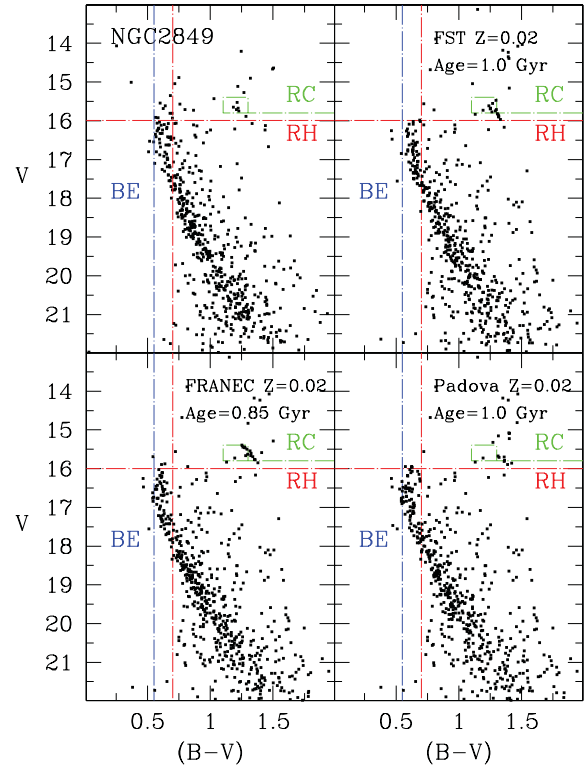 NGC2849
FST Z=0.02
Age=1.0 Gyr
RC
RH
BE
RC
RH
BE
FRANEC Z=0.02
Age=0.85 Gyr
Padova Z=0.02
Age=1.0 Gyr
RC
RH
BE
RC
RH
BE
V
14
15
16
17
18
19
20
21
V
14
15
16
17
18
19
20
21
0.5
1
1.5
0.5
1
1.5
(B-V)
(B-V)